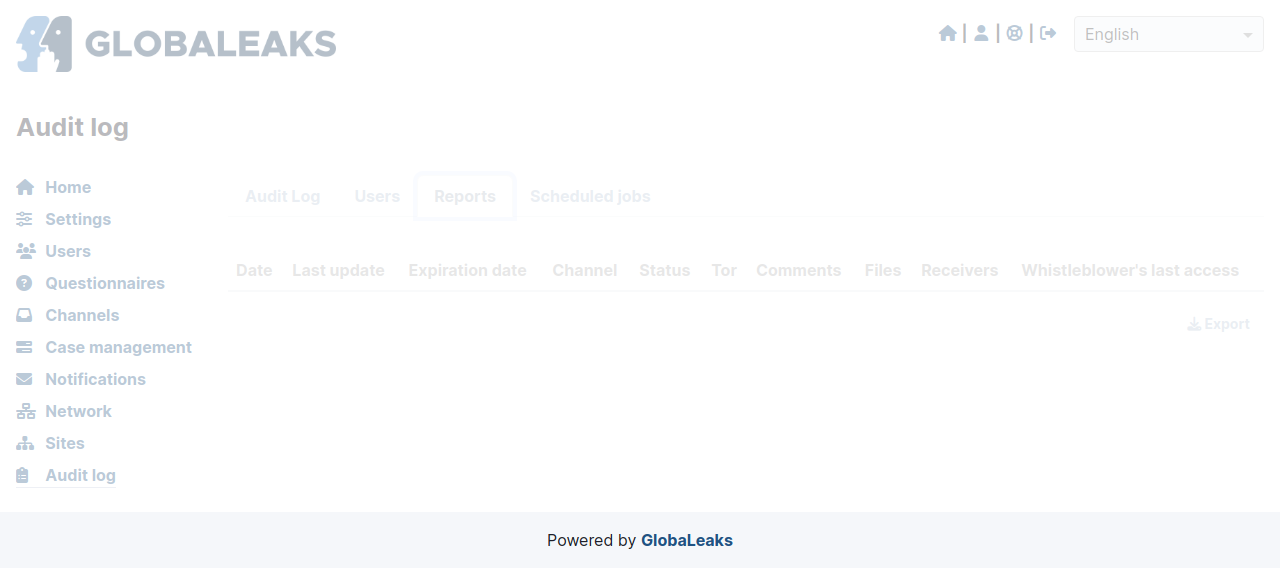 GLOBALEAKS
| | |
English
Audit log
Home
Settings
Users
Questionnaires
Channels
Case management
Notifications
Network
Sites
Audit log
Audit Log Users Reports Scheduled jobs
Date Last update Expiration date Channel Status Tor Comments Files Receivers Whistleblower's last access
Export
Powered by GlobaLeaks